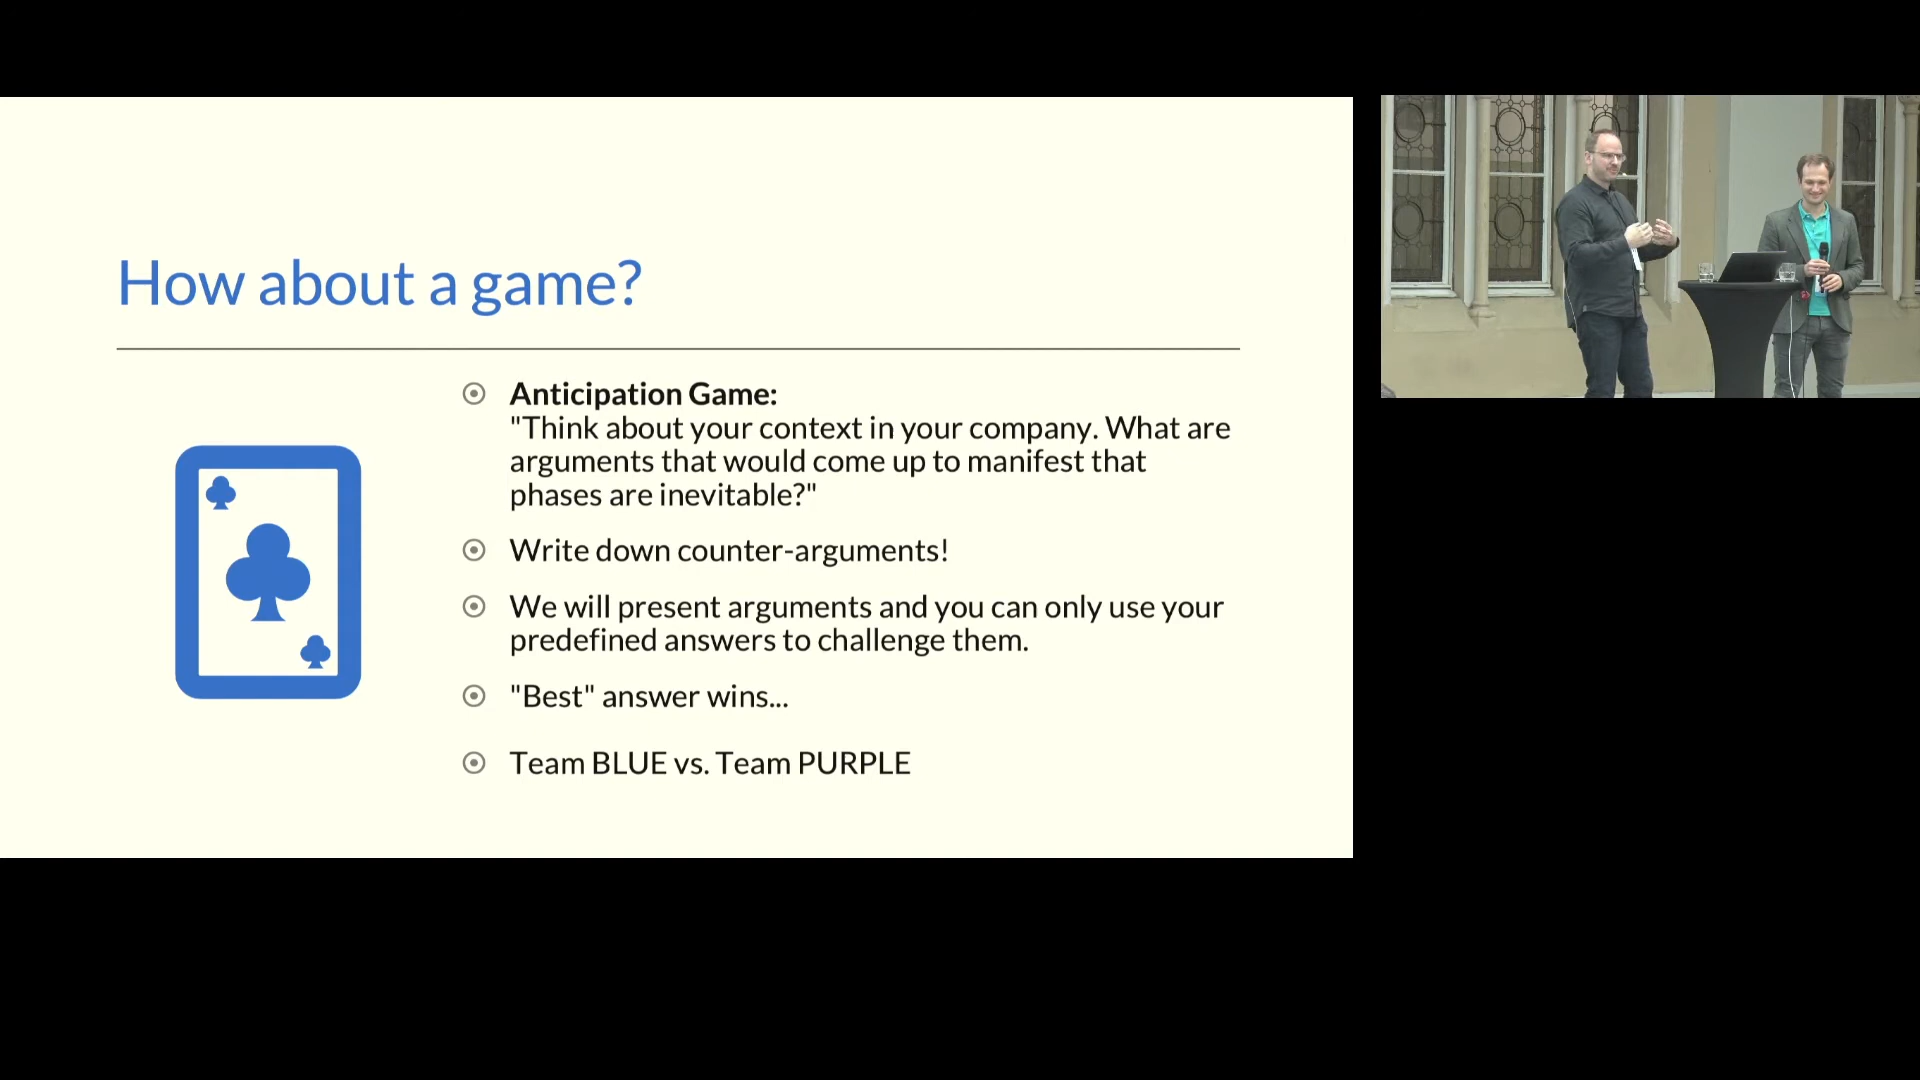 How about a game?
Anticipation Game:
"Think about your context in your company. What are
arguments that would come up to manifest that
phases are inevitable?"
Write down counter-arguments!
We will present arguments and you can only use your
predefined answers to challenge them.
"Best" answer wins...
Team BLUE vs. Team PURPLE